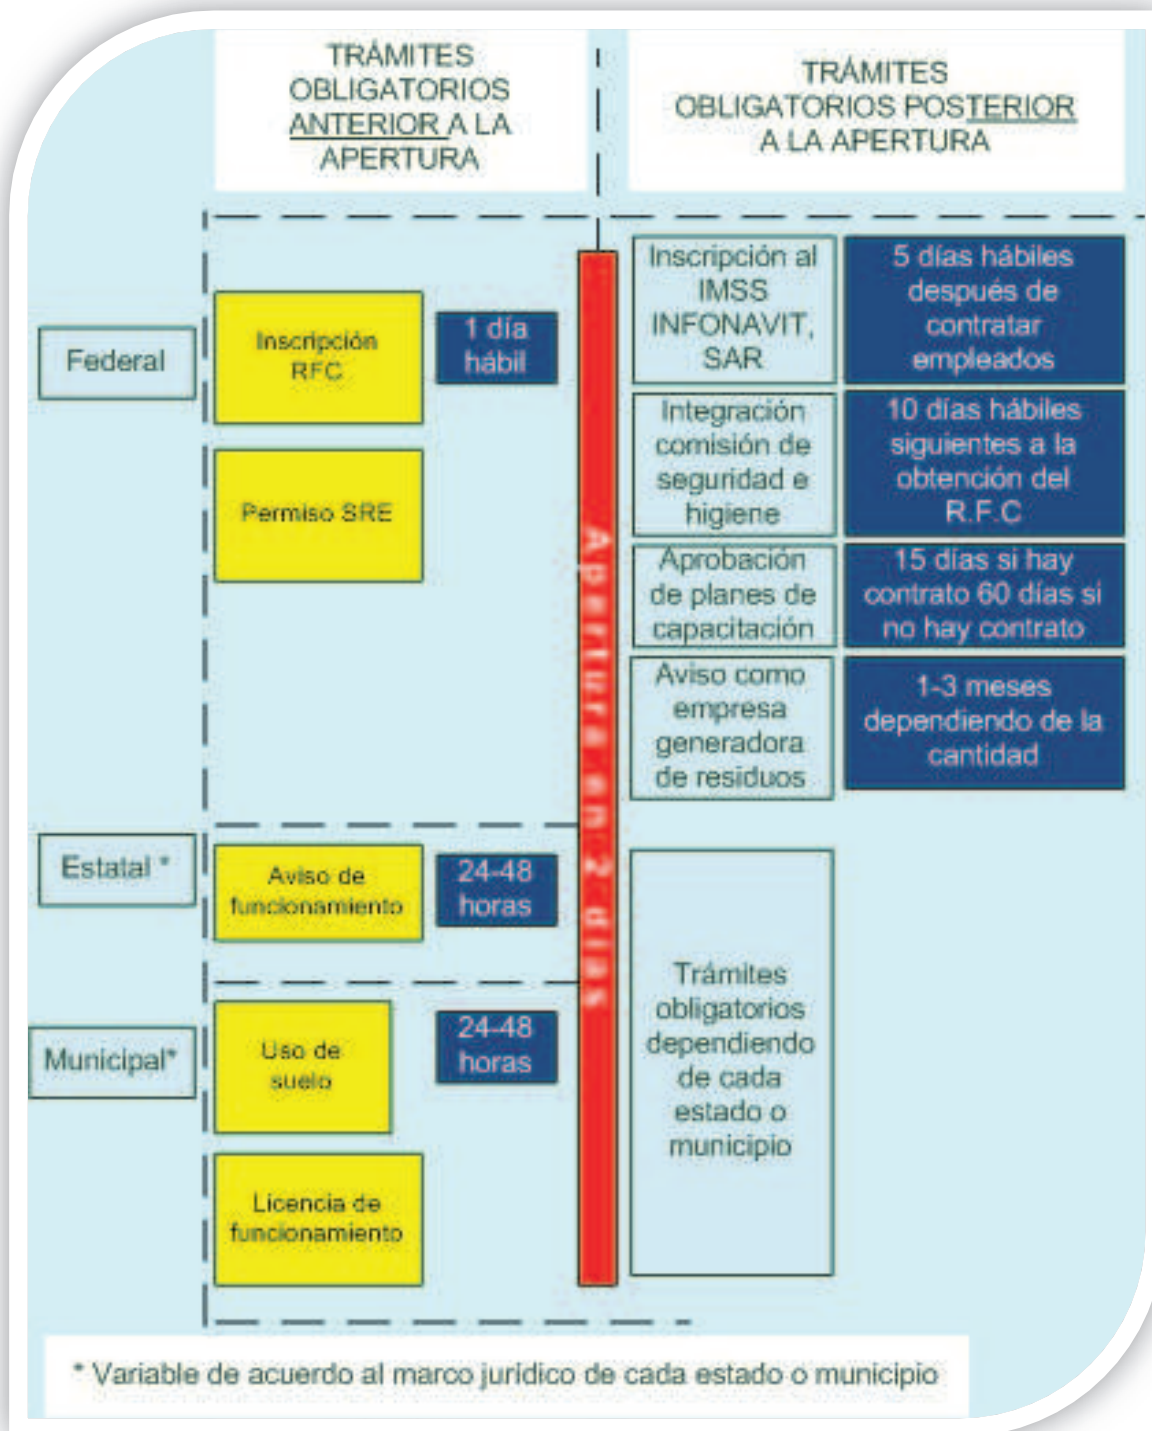 TRÁMITES
OBLIGATORIOS
ANTERIOR A LA
APERTURA
TRÁMITES
OBLIGATORIOS POSTERIOR
A LA APERTURA
Federal
Inscripción
RFC
1 día
hábil
Permiso SRE
Inscripción al
IMSS
INFONAVIT,
SAR
5 días hábiles
después de
contratar
empleados
Integración
comisión de
seguridad e
higiene
10 días hábiles
siguientes a la
obtención del
R.F.C
Aprobación
de planes de
capacitación
15 días si hay
contrato 60 días si
no hay contrato
Aviso como
empresa
generadora
de residuos
1-3 meses
dependiendo de la
cantidad
Apertura en 2 días
Estatal *
Aviso de
funcionamiento
24-48
horas
Municipal*
Uso de
suelo
24-48
horas
Licencia de
funcionamiento
Trámites
obligatorios
dependiendo
de cada
estado o
municipio
* Variable de acuerdo al marco jurídico de cada estado o municipio